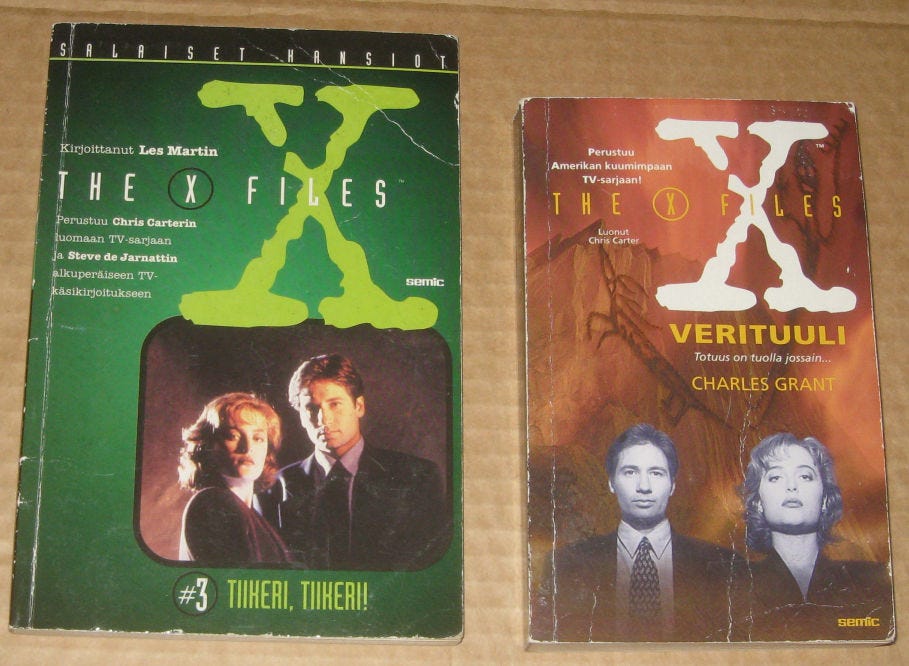 SALAISET KANSIOT
Kirjoittanut Les Martin
THE X FILES™
Perustuu Chris Carterin
luomaan TV-sarjaan
ja Steve de Jarnattin
alkuperäiseen TV-
käsikirjoitukseen
semic
#3 TIIKERI, TIIKERI!
X™
Perustuu
Amerikan kuumimpaan
TV-sarjaan!
THE X FILES
Luonut
Chris Carter
VERITUULI
Totuus on tuolla jossain...
CHARLES GRANT
semic